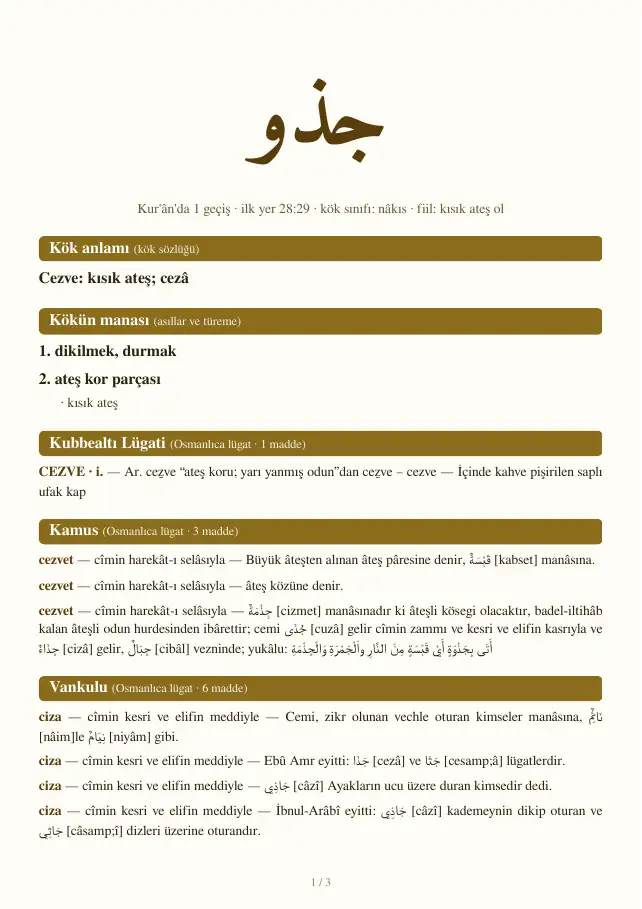 جذو
Kur'ân'da 1 geçiş · ilk yer 28:29 · kök sınıfı: nâkıs · fiil: kısık ateş ol
Kök anlamı (kök sözlüğü)
Cezve: kısık ateş; cezâ
Kökün manası (asıllar ve türeme)
1. dikilmek, durmak
2. ateş kor parçası
· kısık ateş
Kubbealtı Lügati (Osmanlıca lügat · 1 madde)
CEZVE · i. — Ar. ceẕve “ateş koru; yarı yanmış odun”dan ceẕve – cezve — İçinde kahve pişirilen saplı
ufak kap
Kamus (Osmanlıca lügat · 3 madde)
cezvet — cîmin harekât-ı selâsıyla — Büyük âteşten alınan âteş pâresine denir, قَبْسَةٌ [kabset] manâsına.
cezvet — cîmin harekât-ı selâsıyla — âteş közüne denir.
cezvet — cîmin harekât-ı selâsıyla — جِذْمَةٌ [cizmet] manâsınadır ki âteşli kösegi olacaktır, badel-iltihâb
kalan âteşli odun hurdesinden ibârettir; cemi جُذًى [cuzâ] gelir cîmin zammı ve kesri ve elifin kasrıyla ve
جِذَاءٌ [cizâ] gelir, جِبَالٌ [cibâl] vezninde; yukâlu: أَتَى بِجَذْوَةٍ أَيْ قَبْسَةٍ مِنَ النَّارِ والْجَمْرَةِ وَالْجِذْمَةِ
Vankulu (Osmanlıca lügat · 6 madde)
ciza — cîmin kesri ve elifin meddiyle — Cemi, zikr olunan vechle oturan kimseler manâsına, نَائِمٌ
[nâim]le نِيَامٌ [niyâm] gibi.
ciza — cîmin kesri ve elifin meddiyle — Ebû Amr eyitti: جَذَا [cezâ] ve جَثَا [cesamp;â] lügatlerdir.
ciza — cîmin kesri ve elifin meddiyle — جَاذِي [câzî] Ayakların ucu üzere duran kimsedir dedi.
ciza — cîmin kesri ve elifin meddiyle — İbnul-Arâbî eyitti: جَاذِي [câzî] kademeynin dikip oturan ve
جَاثِي [câsamp;î] dizleri üzerine oturandır.
1 / 3